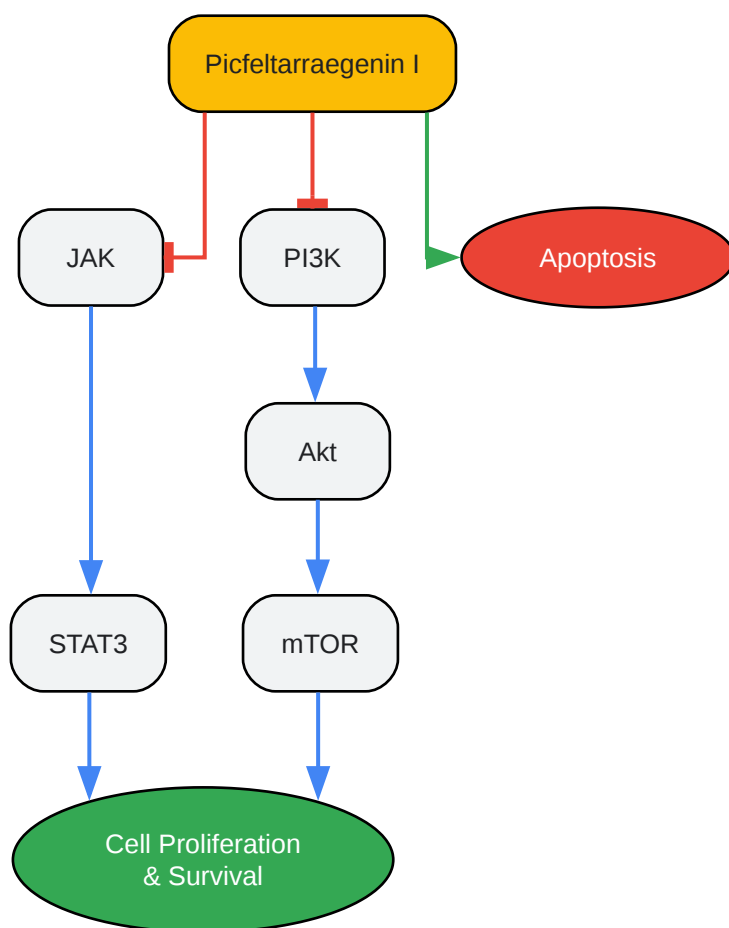 Picfeltarraegenin I
JAK
PI3K
Apoptosis
Akt
STAT3
mTOR
Cell Proliferation
& Survival